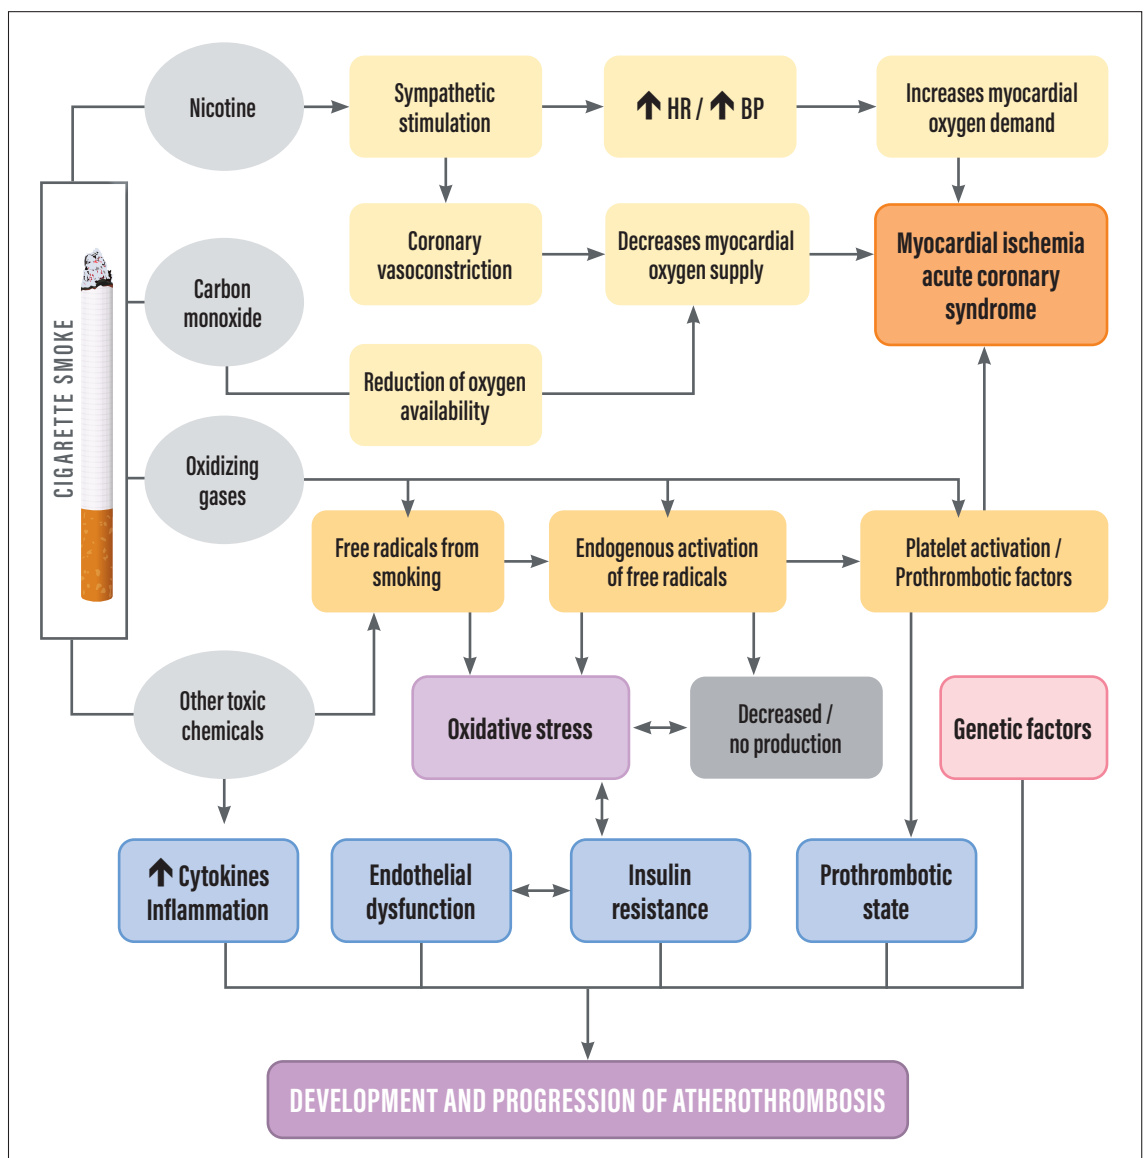 CIGARETTE SMOKE
Nicotine
Sympathetic
stimulation
🡅 HR / 🡅 BP
Increases myocardial
oxygen demand
Carbon
monoxide
Coronary
vasoconstriction
Decreases myocardial
oxygen supply
Myocardial ischemia
acute coronary
syndrome
Reduction of oxygen
availability
Oxidizing
gases
Free radicals from
smoking
Endogenous activation
of free radicals
Platelet activation /
Prothrombotic factors
Other toxic
chemicals
Oxidative stress
Decreased /
no production
Genetic factors
🡅 Cytokines
Inflammation
Endothelial
dysfunction
Insulin
resistance
Prothrombotic
state
DEVELOPMENT AND PROGRESSION OF ATHEROTHROMBOSIS